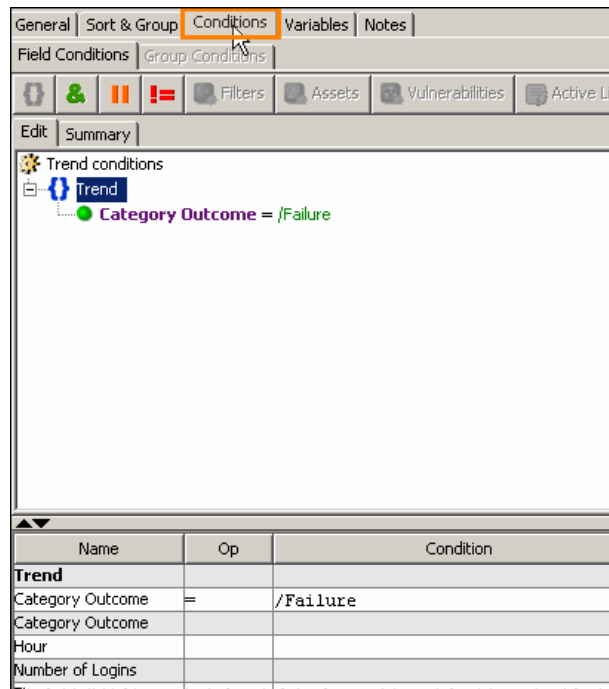 General Sort & Group Conditions Variables Notes
Field Conditions Group Conditions
{} & || != Filters Assets Vulnerabilities Active Li
Edit Summary
Trend conditions
{} Trend
Category Outcome = /Failure
Name Op Condition
Trend
Category Outcome = /Failure
Category Outcome
Hour
Number of Logins